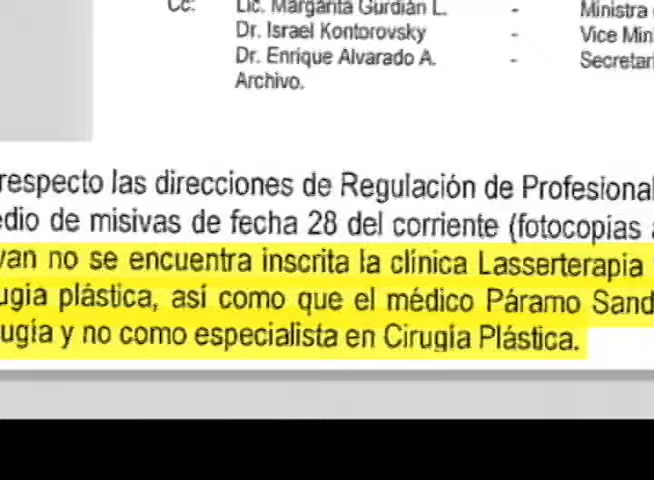 Cc: Lic. Margarita Gurdián L. - Ministra
Dr. Israel Kontorovsky - Vice Min
Dr. Enrique Alvarado A. - Secretar
Archivo.
respecto las direcciones de Regulación de Profesional
edio de misivas de fecha 28 del corriente (fotocopias a
van no se encuentra inscrita la clínica Lasserterapia
ugía plástica, así como que el médico Páramo Sand
ugía y no como especialista en Cirugía Plástica.